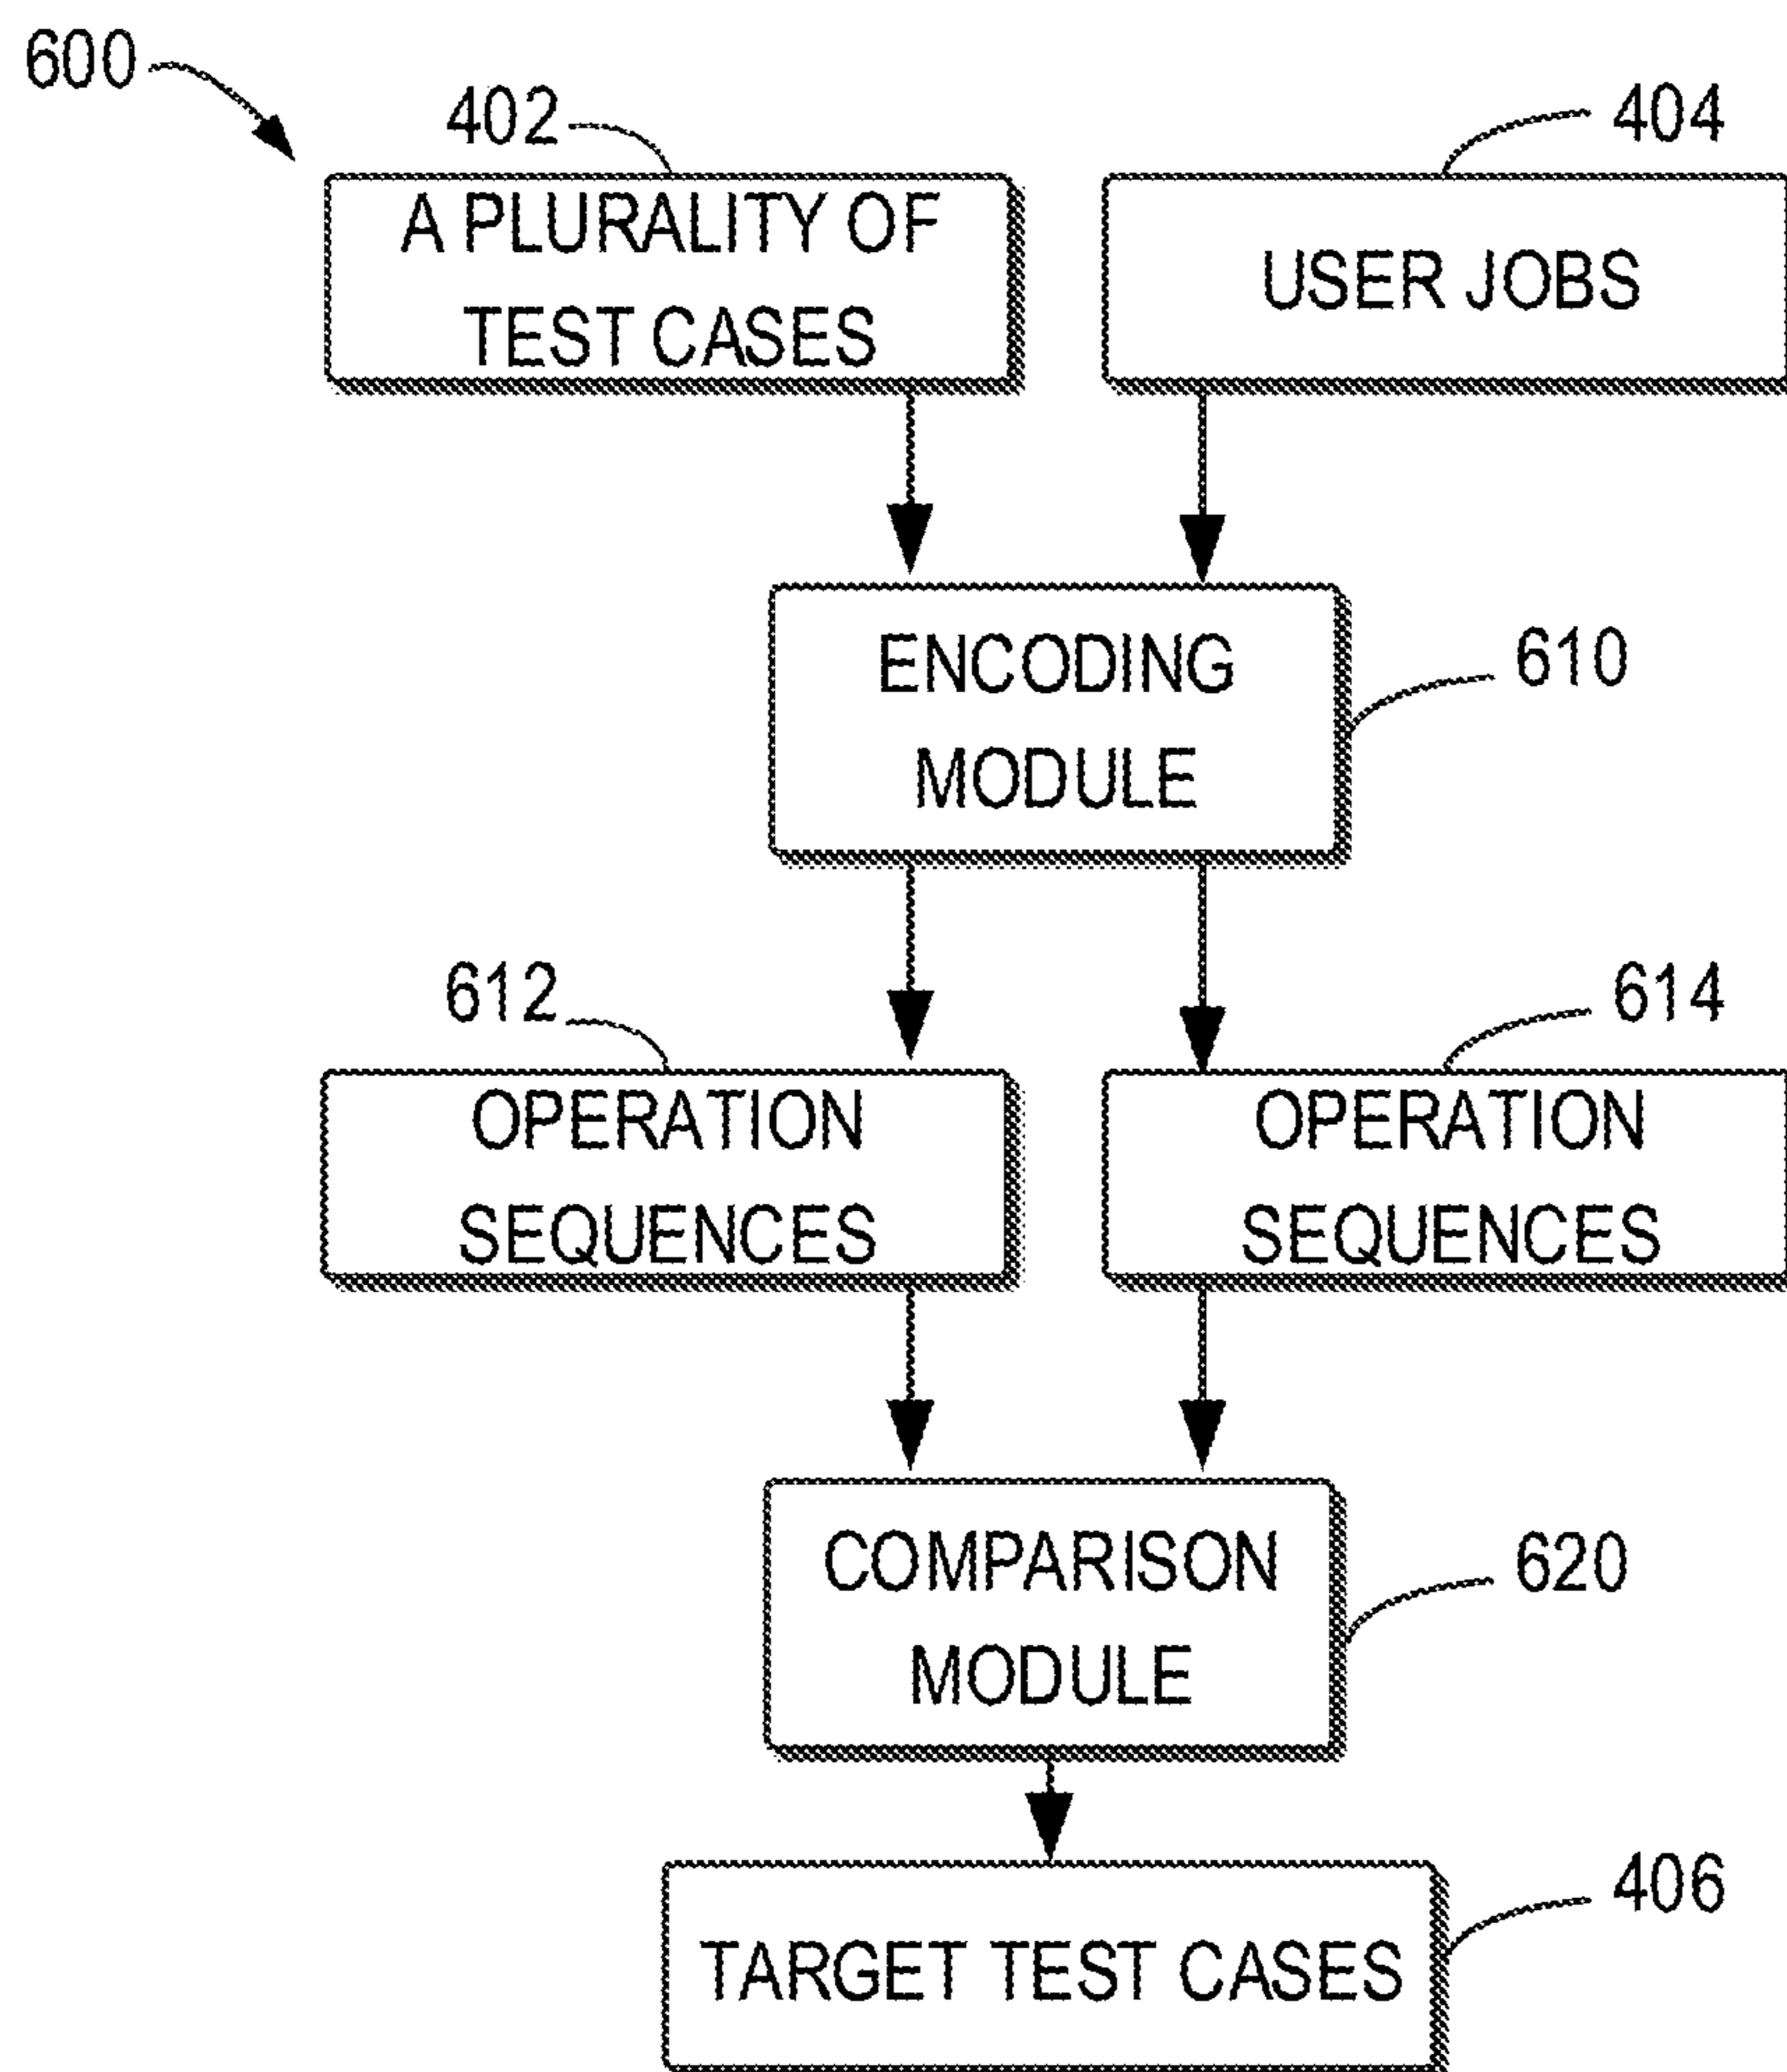 600
402
404
A PLURALITY OF
TEST CASES
USER JOBS
ENCODING
MODULE
610
612
614
OPERATION
SEQUENCES
OPERATION
SEQUENCES
COMPARISON
MODULE
620
406
TARGET TEST CASES